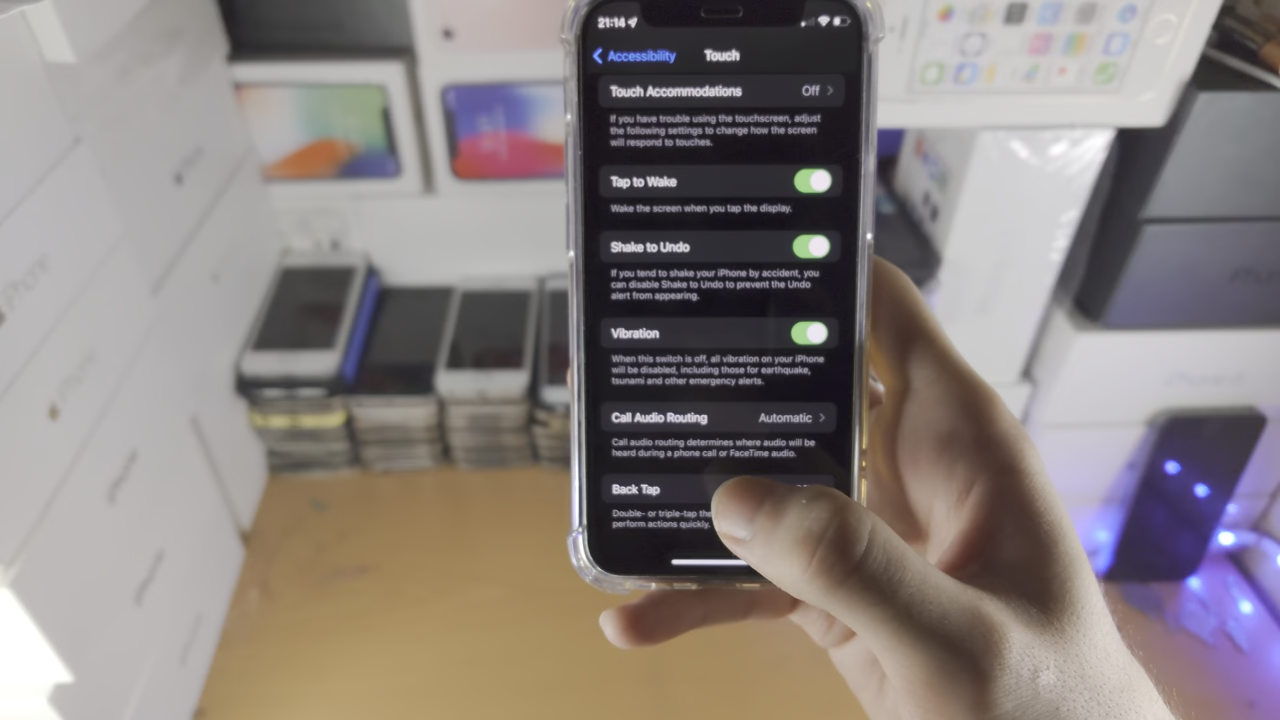 21:14
Accessibility
Touch
Touch Accommodations
Off
If you have trouble using the touchscreen, adjust
the following settings to change how the screen
will respond to touches.
Tap to Wake
Wake the screen when you tap the display.
Shake to Undo
If you tend to shake your iPhone by accident, you
can disable Shake to Undo to prevent the Undo
alert from appearing.
Vibration
When this switch is off, all vibration on your iPhone
will be disabled, including those for earthquake,
tsunami and other emergency alerts.
Call Audio Routing
Automatic
Call audio routing determines where audio will be
heard during a phone call or FaceTime audio.
Back Tap
Double- or triple-tap the
perform actions quickly.